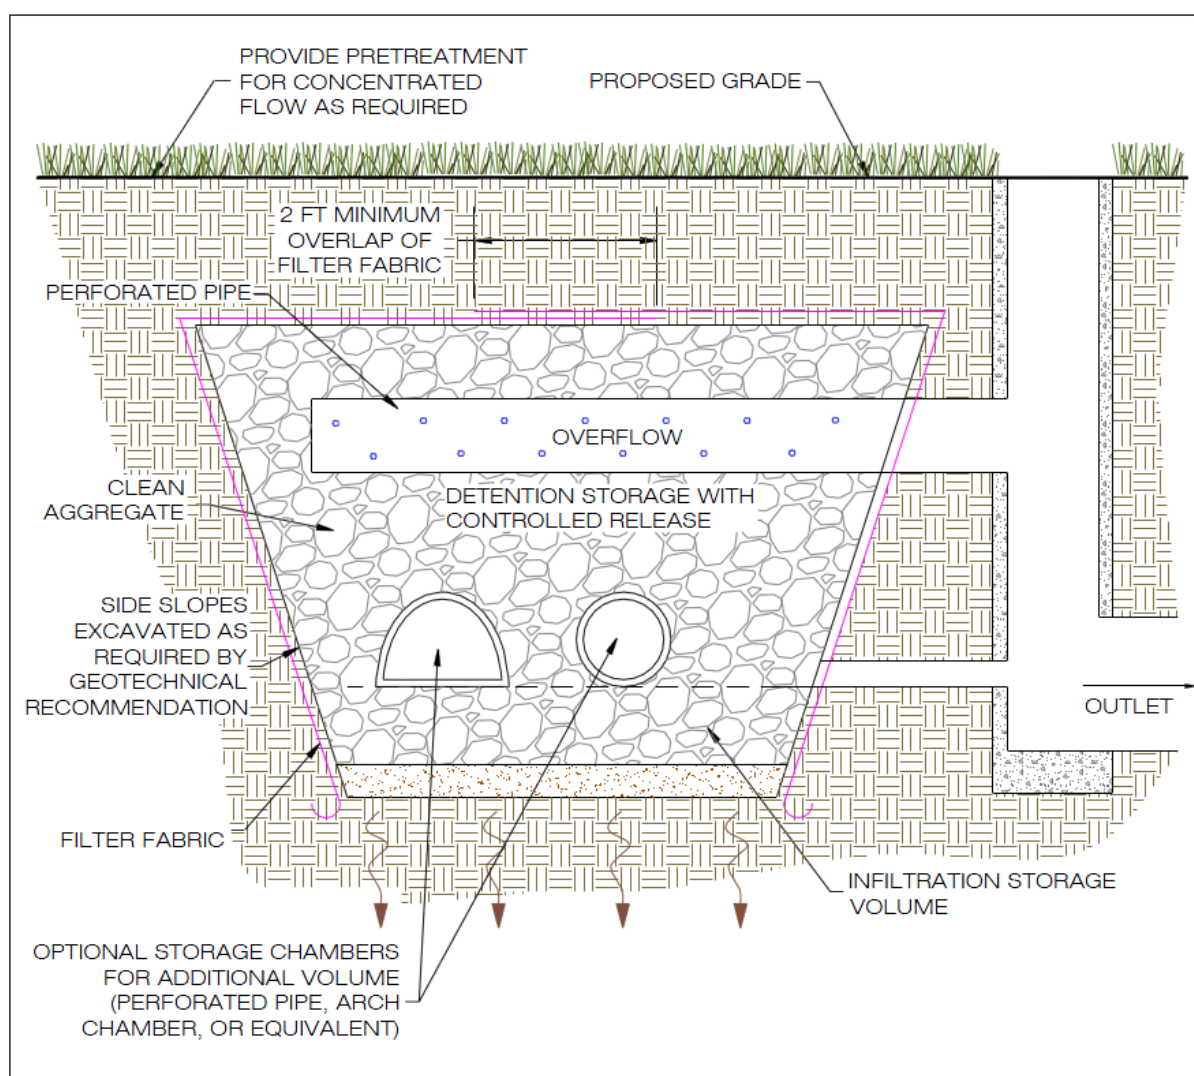 PROVIDE PRETREATMENT
FOR CONCENTRATED
FLOW AS REQUIRED
PROPOSED GRADE
2 FT MINIMUM
OVERLAP OF
FILTER FABRIC
PERFORATED PIPE
OVERFLOW
CLEAN
AGGREGATE
DETENTION STORAGE WITH
CONTROLLED RELEASE
SIDE SLOPES
EXCAVATED AS
REQUIRED BY
GEOTECHNICAL
RECOMMENDATION
OUTLET
FILTER FABRIC
INFILTRATION STORAGE
VOLUME
OPTIONAL STORAGE CHAMBERS
FOR ADDITIONAL VOLUME
(PERFORATED PIPE, ARCH
CHAMBER, OR EQUIVALENT)